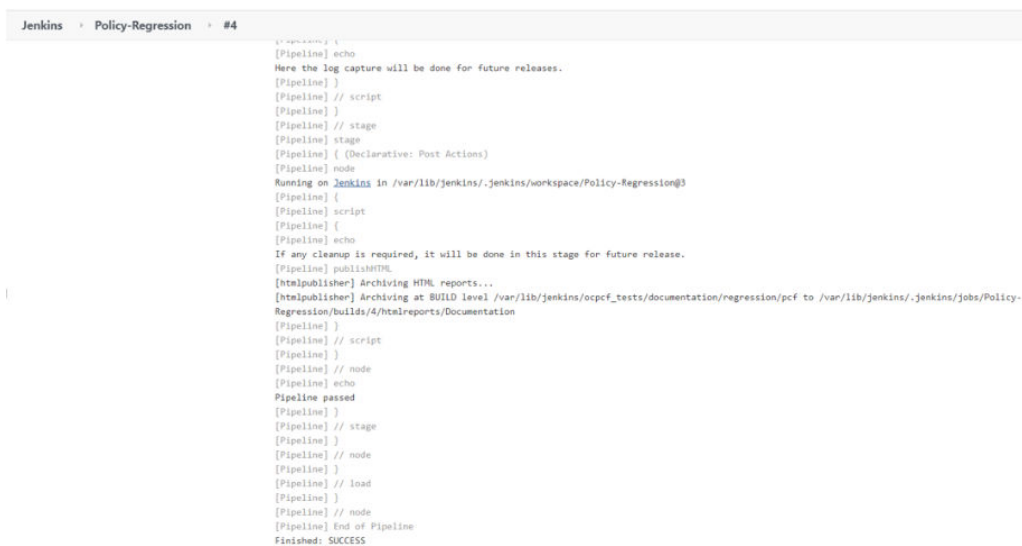 Jenkins › Policy-Regression › #4
[Pipeline] {
[Pipeline] echo
Here the log capture will be done for future releases.
[Pipeline] }
[Pipeline] // script
[Pipeline] }
[Pipeline] // stage
[Pipeline] stage
[Pipeline] { (Declarative: Post Actions)
[Pipeline] node
Running on Jenkins in /var/lib/jenkins/.jenkins/workspace/Policy-Regression@3
[Pipeline] {
[Pipeline] script
[Pipeline] {
[Pipeline] echo
If any cleanup is required, it will be done in this stage for future release.
[Pipeline] publishHTML
[htmlpublisher] Archiving HTML reports...
[htmlpublisher] Archiving at BUILD level /var/lib/jenkins/ocpcf_tests/documentation/regression/pcf to /var/lib/jenkins/.jenkins/jobs/Policy-
Regression/builds/4/htmlreports/Documentation
[Pipeline] }
[Pipeline] // script
[Pipeline] }
[Pipeline] // node
[Pipeline] echo
Pipeline passed
[Pipeline] }
[Pipeline] // stage
[Pipeline] }
[Pipeline] // node
[Pipeline] }
[Pipeline] // load
[Pipeline] }
[Pipeline] // node
[Pipeline] End of Pipeline
Finished: SUCCESS